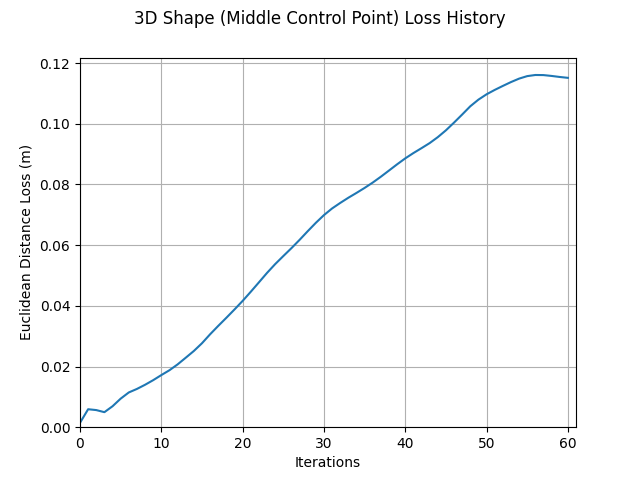 3D Shape (Middle Control Point) Loss History
0.12
0.10
0.08
0.06
0.04
0.02
0.00
Euclidean Distance Loss (m)
0 10 20 30 40 50 60
Iterations